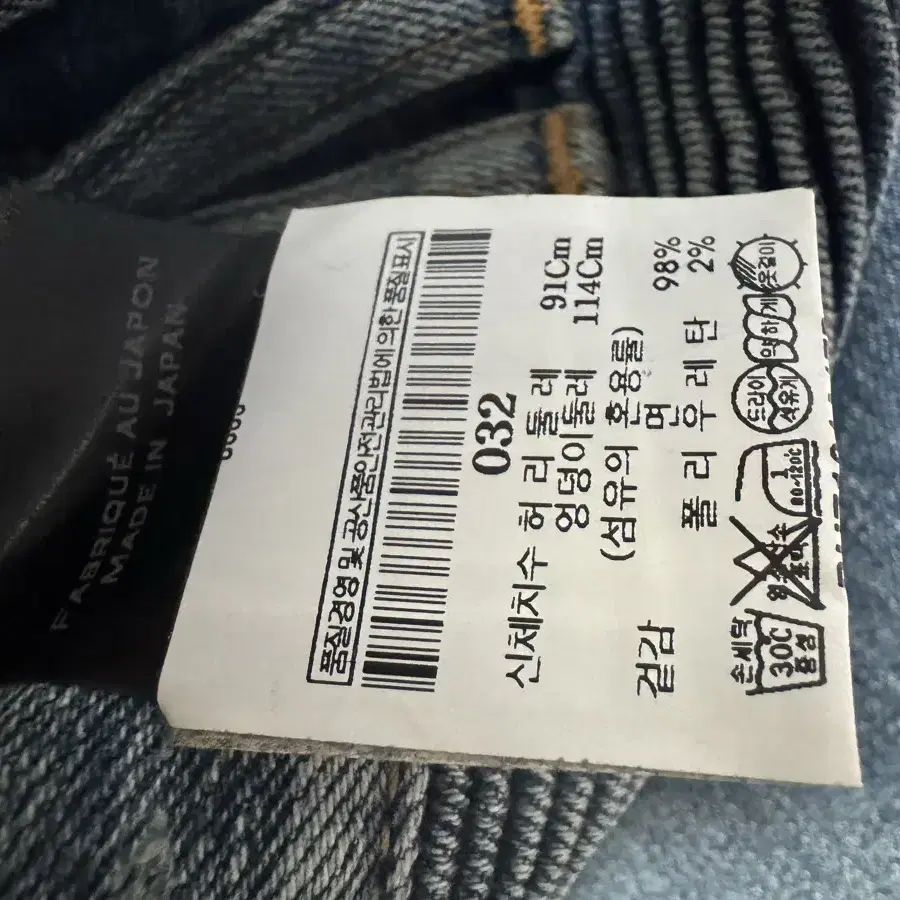 FABRIQUÉ AU JAPON
MADE IN JAPAN
품질경영 및 공산품안전관리법에 의한 품질표시
032
신체치수 허리둘레 91Cm
엉덩이둘레 114Cm
(섬유의 혼용률)
겉감 면 98%
폴리우레탄 2%
손세탁
30C
중성
염소표백
80~120℃
드라이
석유계
약하게
옷걸이